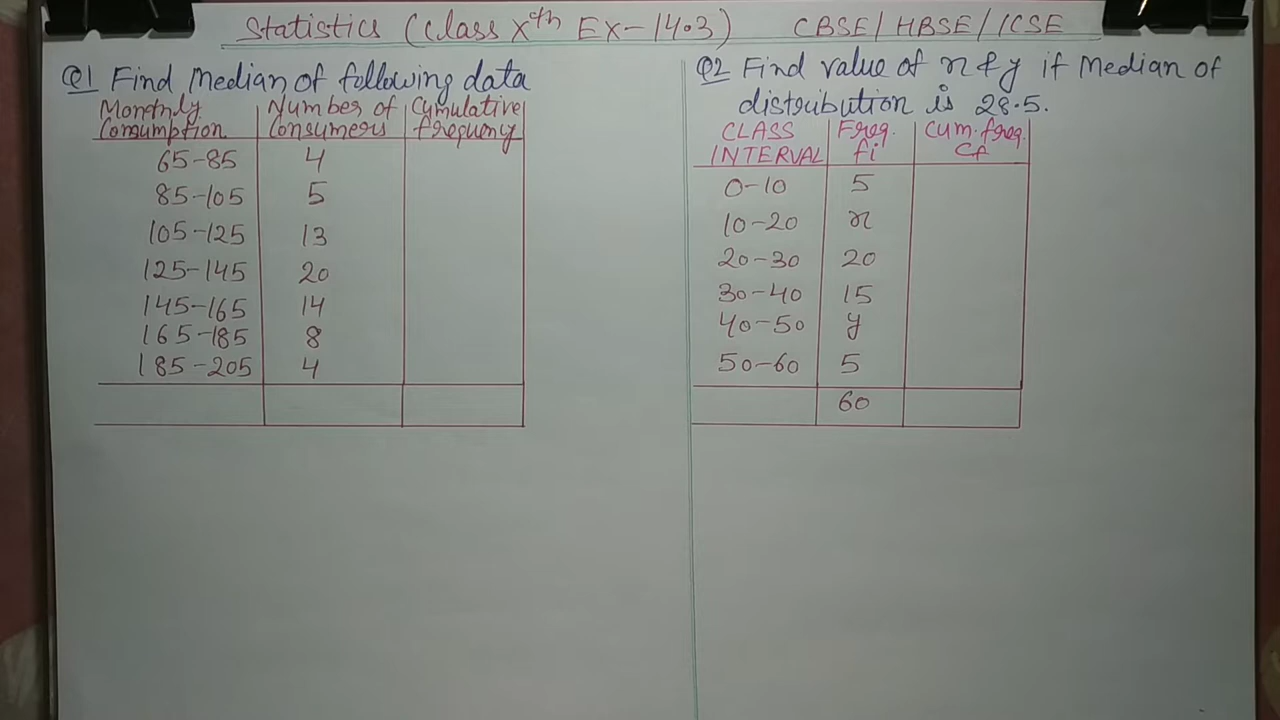 Statistics (Class Xth EX-14.3) CBSE/HBSE/ICSE
Q1 Find Median of following data
Monthly Consumption | Number of Consumers | Cumulative frequency
65-85 4
85-105 5
105-125 13
125-145 20
145-165 14
165-185 8
185-205 4
Q2 Find value of x & y if Median of
distribution is 28.5.
CLASS INTERVAL | Freq. fi | Cum. freq. Cf
0-10 5
10-20 x
20-30 20
30-40 15
40-50 y
50-60 5
60